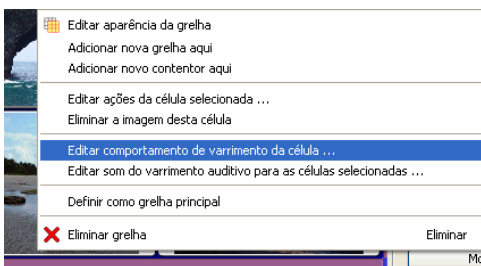 Editar aparência da grelha
Adicionar nova grelha aqui
Adicionar novo contentor aqui
Editar ações da célula selecionada ...
Eliminar a imagem desta célula
Editar comportamento de varrimento da célula ...
Editar som do varrimento auditivo para as células selecionadas ...
Definir como grelha principal
Eliminar grelha Eliminar